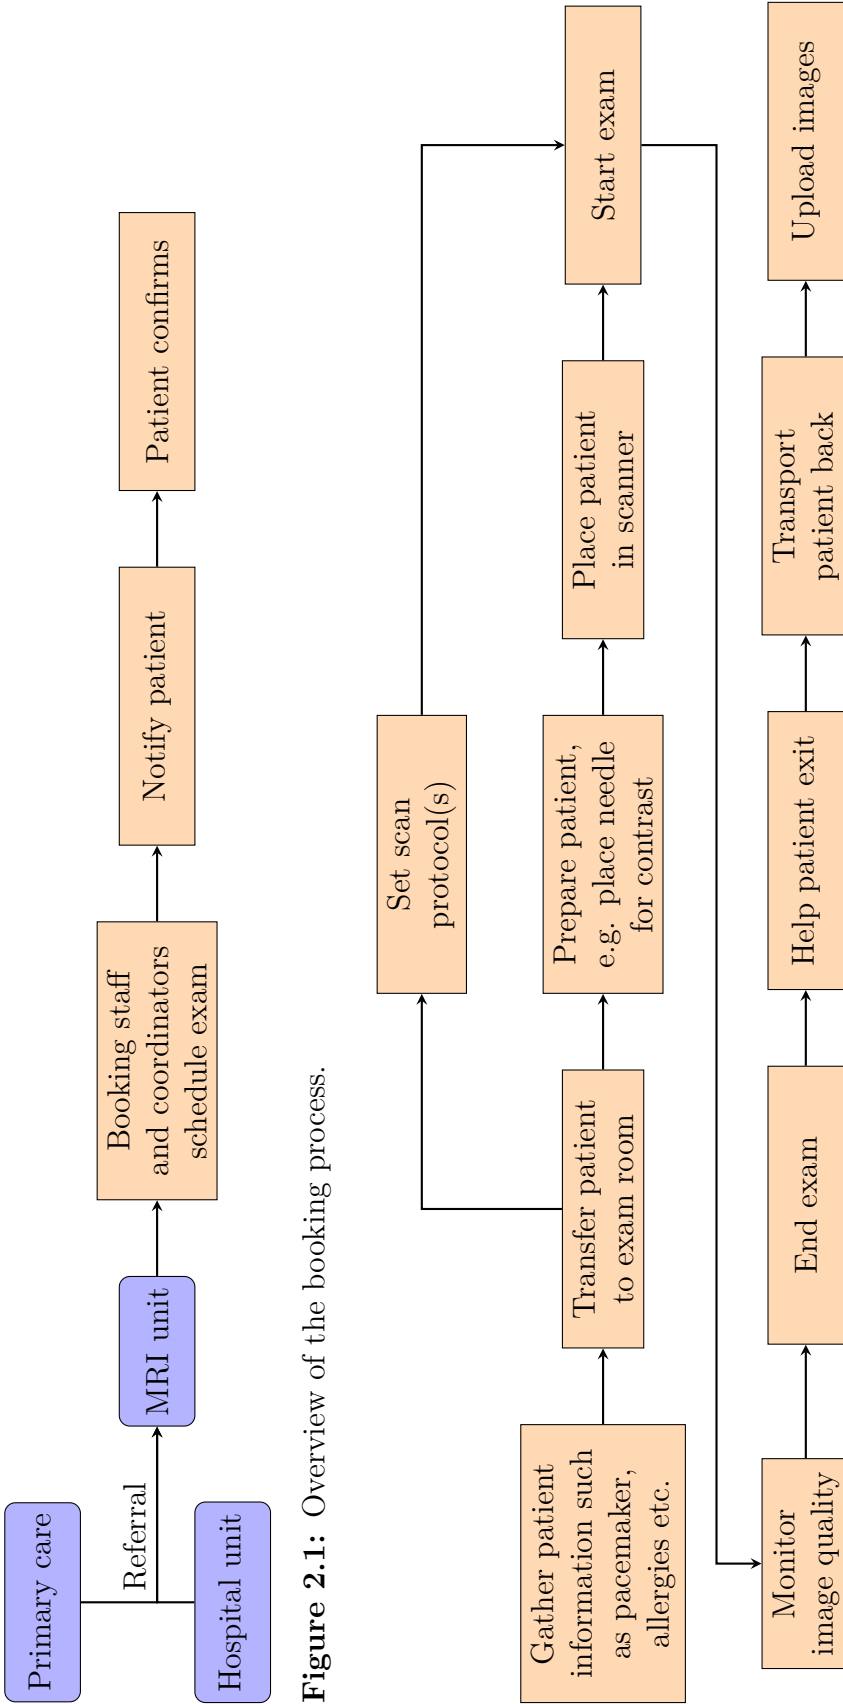 Primary care
Referral
Hospital unit
MRI unit
Booking staff
and coordinators
schedule exam
Notify patient
Patient confirms
Figure 2.1: Overview of the booking process.
Gather patient
information such
as pacemaker,
allergies etc.
Transfer patient
to exam room
Set scan
protocol(s)
Prepare patient,
e.g. place needle
for contrast
Place patient
in scanner
Start exam
Monitor
image quality
End exam
Help patient exit
Transport
patient back
Upload images